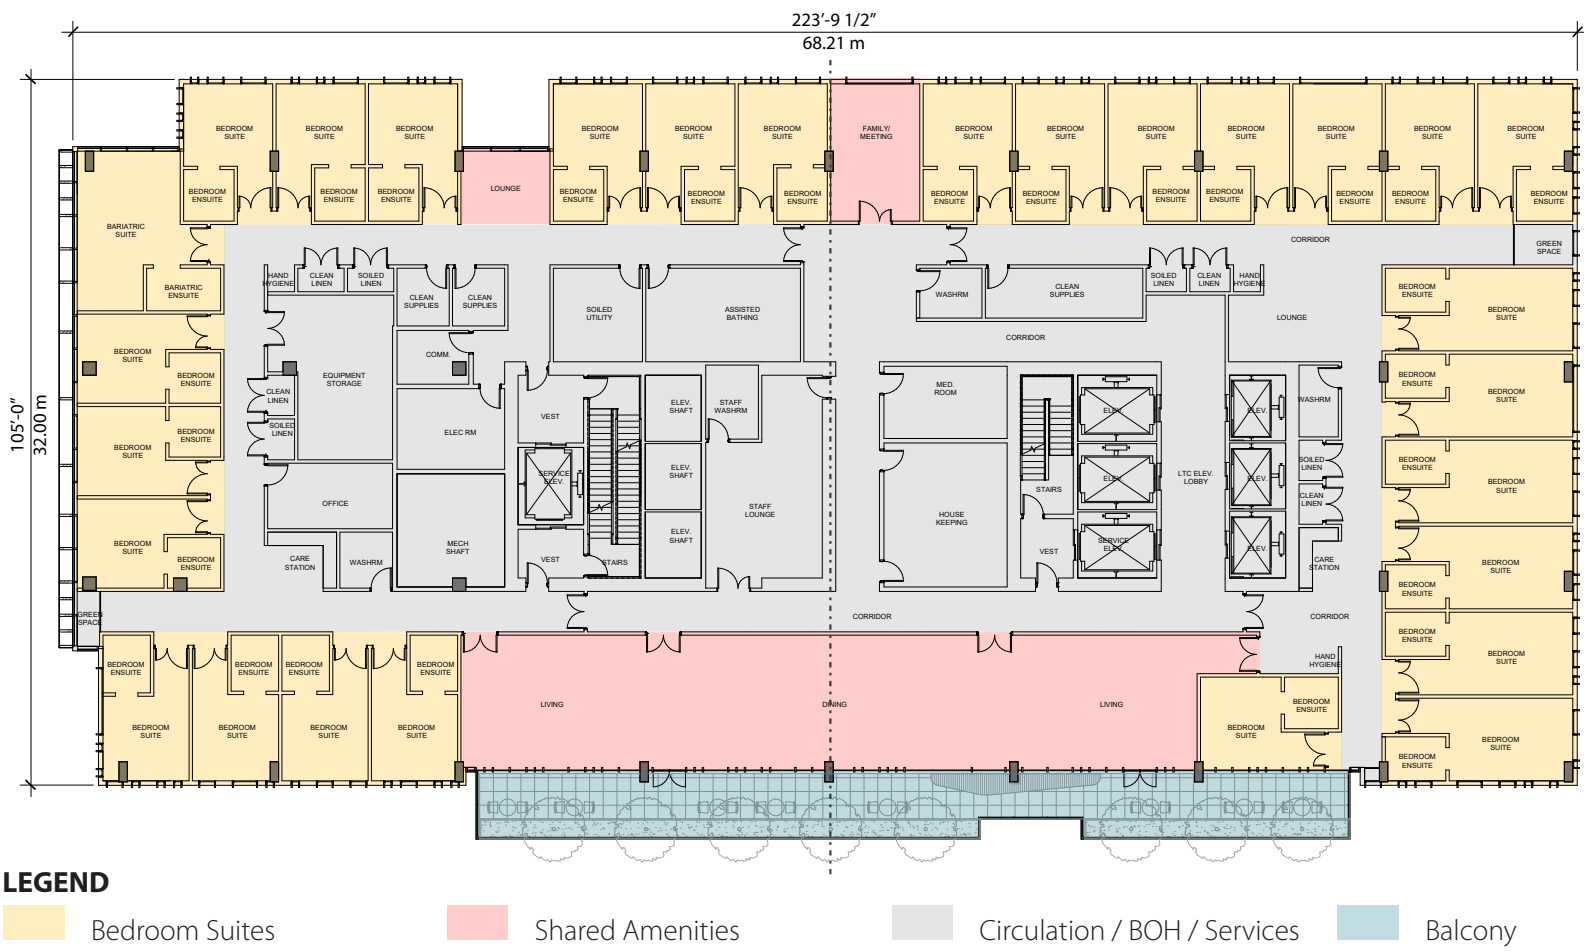 223'-9 1/2"
68.21 m
105'-0"
32.00 m
BEDROOM
SUITE
BEDROOM
SUITE
BEDROOM
SUITE
BEDROOM
SUITE
BEDROOM
SUITE
BEDROOM
SUITE
FAMILY/
MEETING
BEDROOM
SUITE
BEDROOM
SUITE
BEDROOM
SUITE
BEDROOM
SUITE
BEDROOM
SUITE
BEDROOM
SUITE
BEDROOM
SUITE
BEDROOM
ENSUITE
BEDROOM
ENSUITE
BEDROOM
ENSUITE
LOUNGE
BEDROOM
ENSUITE
BEDROOM
ENSUITE
BEDROOM
ENSUITE
BEDROOM
ENSUITE
BEDROOM
ENSUITE
BEDROOM
ENSUITE
BEDROOM
ENSUITE
BEDROOM
ENSUITE
BEDROOM
ENSUITE
BEDROOM
ENSUITE
BARIATRIC
SUITE
BARIATRIC
ENSUITE
CORRIDOR
GREEN
SPACE
HAND
HYGIENE
CLEAN
LINEN
SOILED
LINEN
CLEAN
SUPPLIES
CLEAN
SUPPLIES
SOILED
UTILITY
ASSISTED
BATHING
WASHRM
CLEAN
SUPPLIES
SOILED
LINEN
CLEAN
LINEN
HAND
HYGIENE
LOUNGE
BEDROOM
ENSUITE
BEDROOM
SUITE
CORRIDOR
BEDROOM
SUITE
BEDROOM
ENSUITE
COMM.
EQUIPMENT
STORAGE
CLEAN
LINEN
SOILED
LINEN
ELEC RM
VEST
ELEV.
SHAFT
STAFF
WASHRM
MED.
ROOM
ELEV.
ELEV.
WASHRM
BEDROOM
ENSUITE
BEDROOM
SUITE
BEDROOM
SUITE
BEDROOM
ENSUITE
SERVICE
ELEV.
ELEV.
SHAFT
STAIRS
ELEV.
LTC ELEV.
LOBBY
ELEV.
SOILED
LINEN
CLEAN
LINEN
BEDROOM
ENSUITE
BEDROOM
SUITE
OFFICE
STAFF
LOUNGE
HOUSE
KEEPING
BEDROOM
SUITE
BEDROOM
ENSUITE
CARE
STATION
WASHRM
MECH
SHAFT
VEST
STAIRS
ELEV.
SHAFT
VEST
SERVICE
ELEV.
ELEV.
CARE
STATION
BEDROOM
ENSUITE
BEDROOM
SUITE
GREEN
SPACE
CORRIDOR
CORRIDOR
BEDROOM
ENSUITE
BEDROOM
SUITE
HAND
HYGIENE
BEDROOM
ENSUITE
BEDROOM
ENSUITE
BEDROOM
ENSUITE
BEDROOM
ENSUITE
BEDROOM
SUITE
BEDROOM
SUITE
BEDROOM
SUITE
BEDROOM
SUITE
LIVING
DINING
LIVING
BEDROOM
SUITE
BEDROOM
ENSUITE
BEDROOM
ENSUITE
BEDROOM
SUITE
LEGEND
Bedroom Suites
Shared Amenities
Circulation / BOH / Services
Balcony